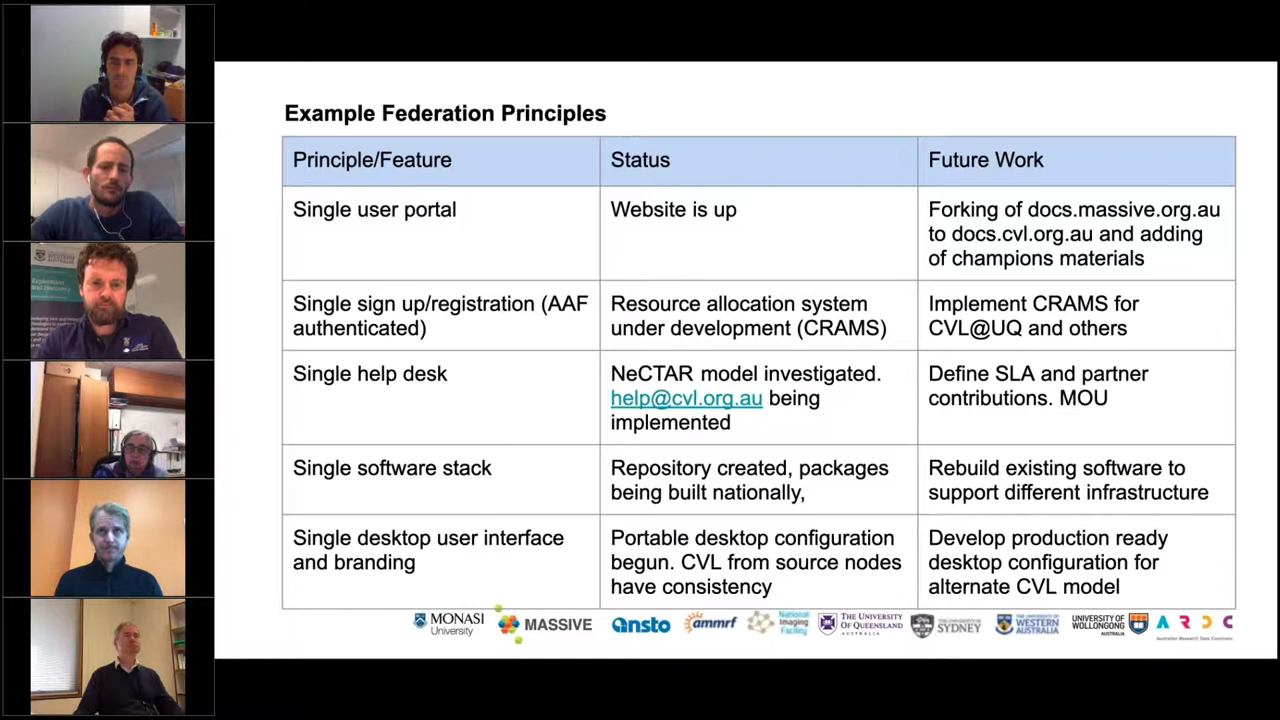 Example Federation Principles
Principle/Feature
Status
Future Work
Single user portal
Website is up
Forking of docs.massive.org.au
to docs.cvl.org.au and adding
of champions materials
Single sign up/registration (AAF
authenticated)
Resource allocation system
under development (CRAMS)
Implement CRAMS for
CVL@UQ and others
Single help desk
NeCTAR model investigated.
help@cvl.org.au being
implemented
Define SLA and partner
contributions. MOU
Single software stack
Repository created, packages
being built nationally,
Rebuild existing software to
support different infrastructure
Single desktop user interface
and branding
Portable desktop configuration
begun. CVL from source nodes
have consistency
Develop production ready
desktop configuration for
alternate CVL model
MONASH
University
MASSIVE
ansto
ammrf
National
Imaging
Facility
THE UNIVERSITY
OF QUEENSLAND
AUSTRALIA
THE UNIVERSITY OF
SYDNEY
THE UNIVERSITY OF
WESTERN
AUSTRALIA
UNIVERSITY OF
WOLLONGONG
AUSTRALIA
A R D C
Australian Research Data Commons